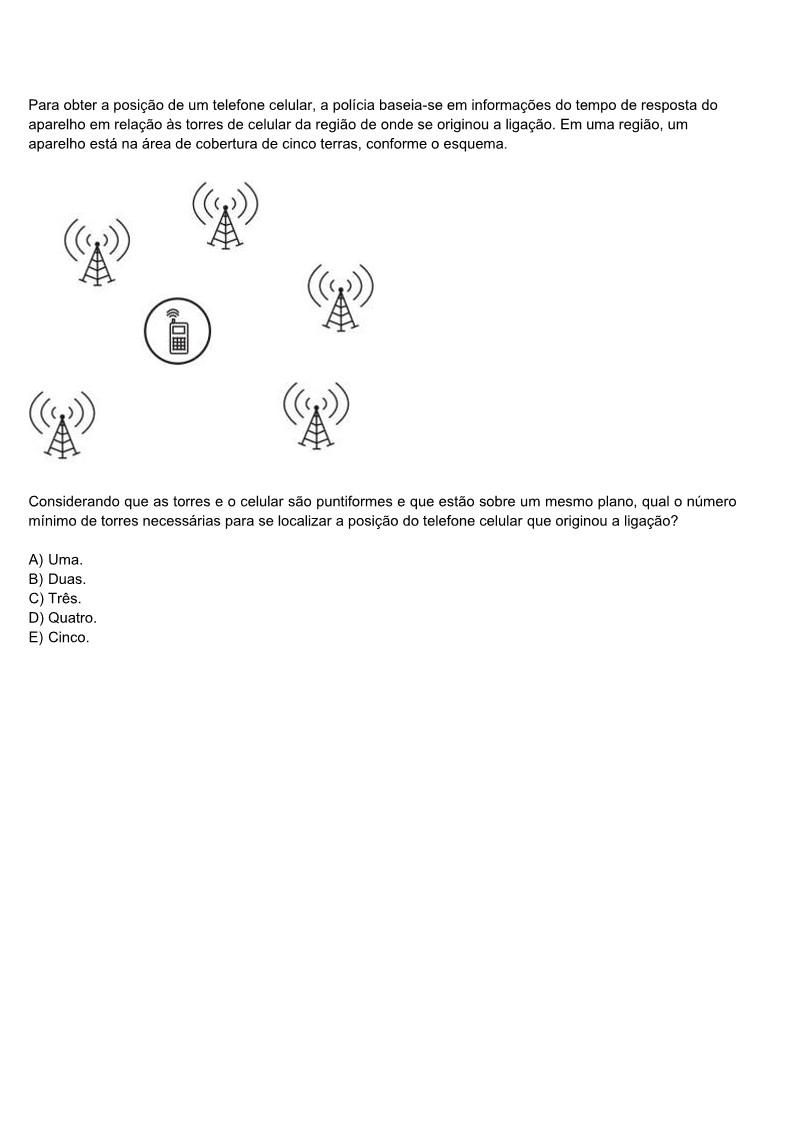 Para obter a posição de um telefone celular, a polícia baseia-se em informações do tempo de resposta do
aparelho em relação às torres de celular da região de onde se originou a ligação. Em uma região, um
aparelho está na área de cobertura de cinco terras, conforme o esquema.
Considerando que as torres e o celular são puntiformes e que estão sobre um mesmo plano, qual o número
mínimo de torres necessárias para se localizar a posição do telefone celular que originou a ligação?
A) Uma.
B) Duas.
C) Três.
D) Quatro.
E) Cinco.